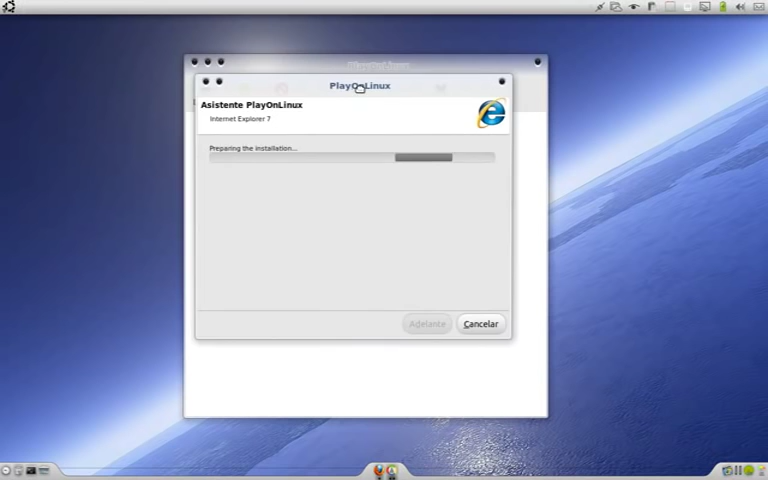 PlayOnLinux
Asistente PlayOnLinux
Internet Explorer 7
Preparing the installation...
Adelante
Cancelar